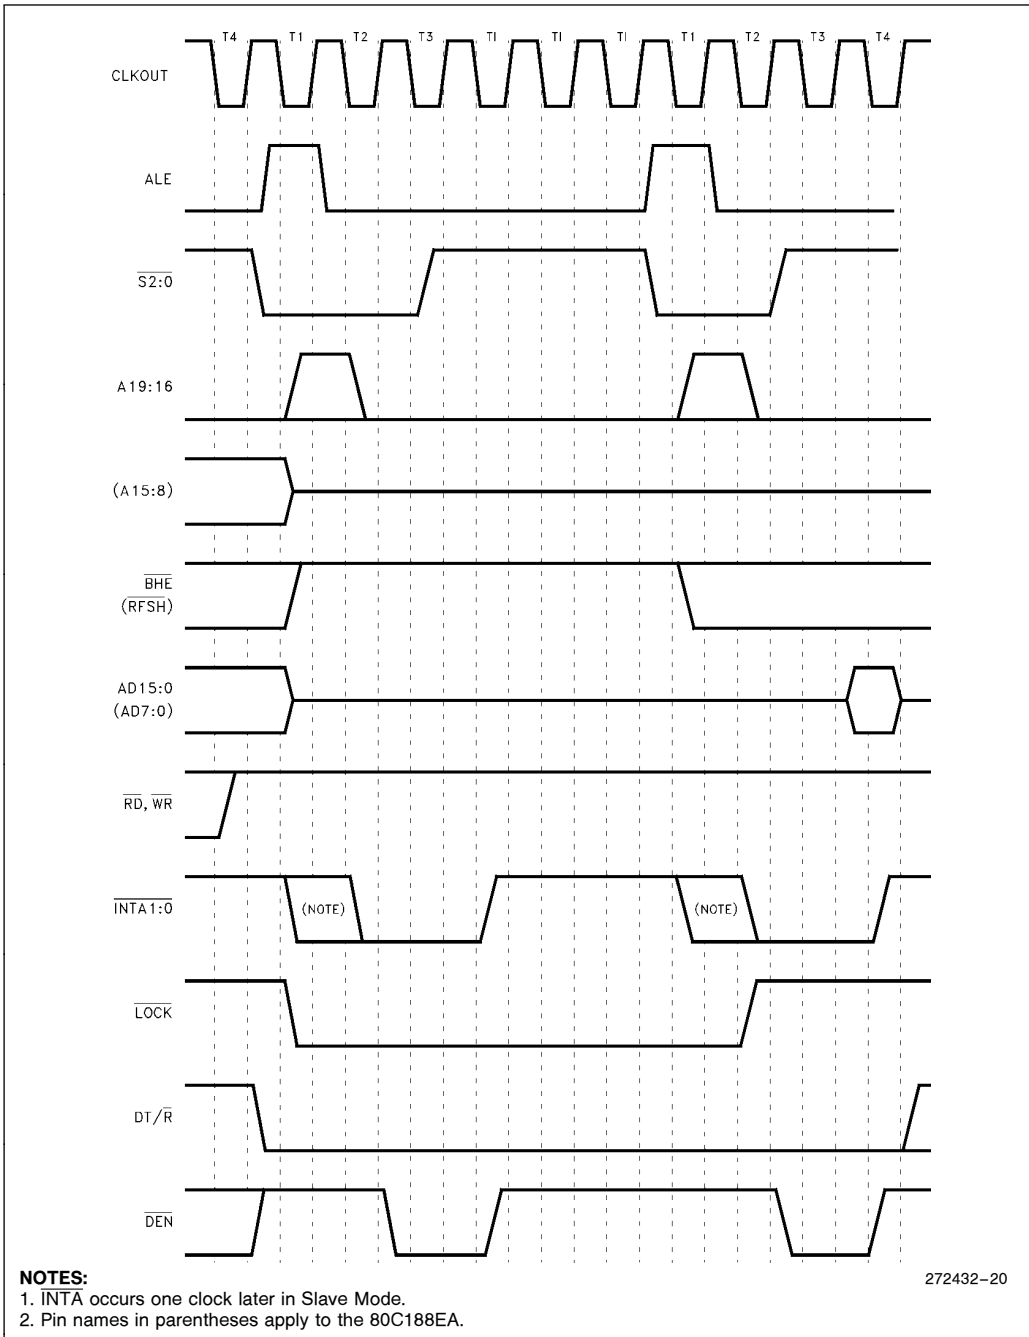 T4 T1 T2 T3 TI TI TI T1 T2 T3 T4
CLKOUT
ALE
S2:0
A19:16
(A15:8)
BHE
(RFSH)
AD15:0
(AD7:0)
RD, WR
INTA1:0 (NOTE) (NOTE)
LOCK
DT/R
DEN
NOTES: 272432–20
1. INTA occurs one clock later in Slave Mode.
2. Pin names in parentheses apply to the 80C188EA.